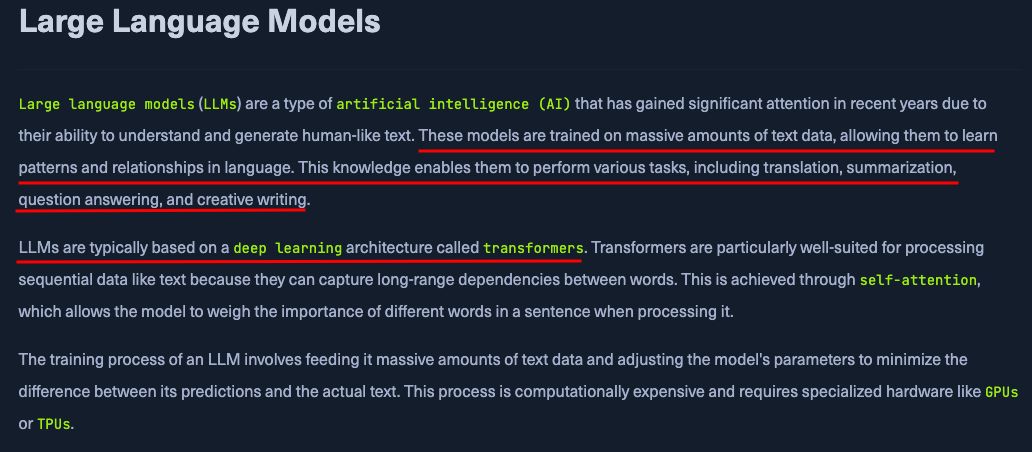 Large Language Models
Large language models (LLMs) are a type of artificial intelligence (AI) that has gained significant attention in recent years due to
their ability to understand and generate human-like text. These models are trained on massive amounts of text data, allowing them to learn
patterns and relationships in language. This knowledge enables them to perform various tasks, including translation, summarization,
question answering, and creative writing.
LLMs are typically based on a deep learning architecture called transformers. Transformers are particularly well-suited for processing
sequential data like text because they can capture long-range dependencies between words. This is achieved through self-attention,
which allows the model to weigh the importance of different words in a sentence when processing it.
The training process of an LLM involves feeding it massive amounts of text data and adjusting the model's parameters to minimize the
difference between its predictions and the actual text. This process is computationally expensive and requires specialized hardware like GPUs
or TPUs.